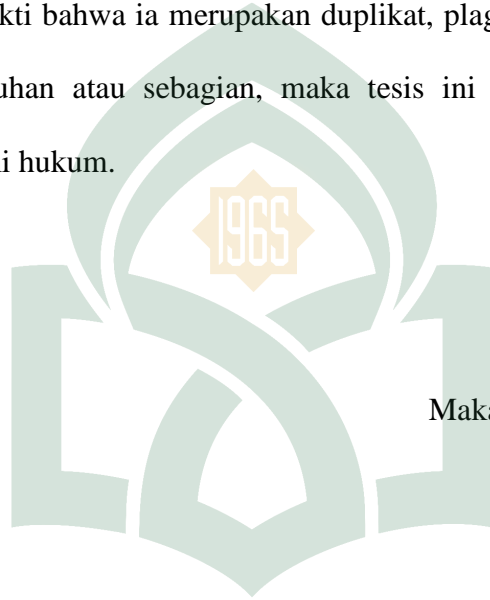 kti bahwa ia merupakan duplikat, plag
uhan atau sebagian, maka tesis ini
i hukum.
1965
Maka